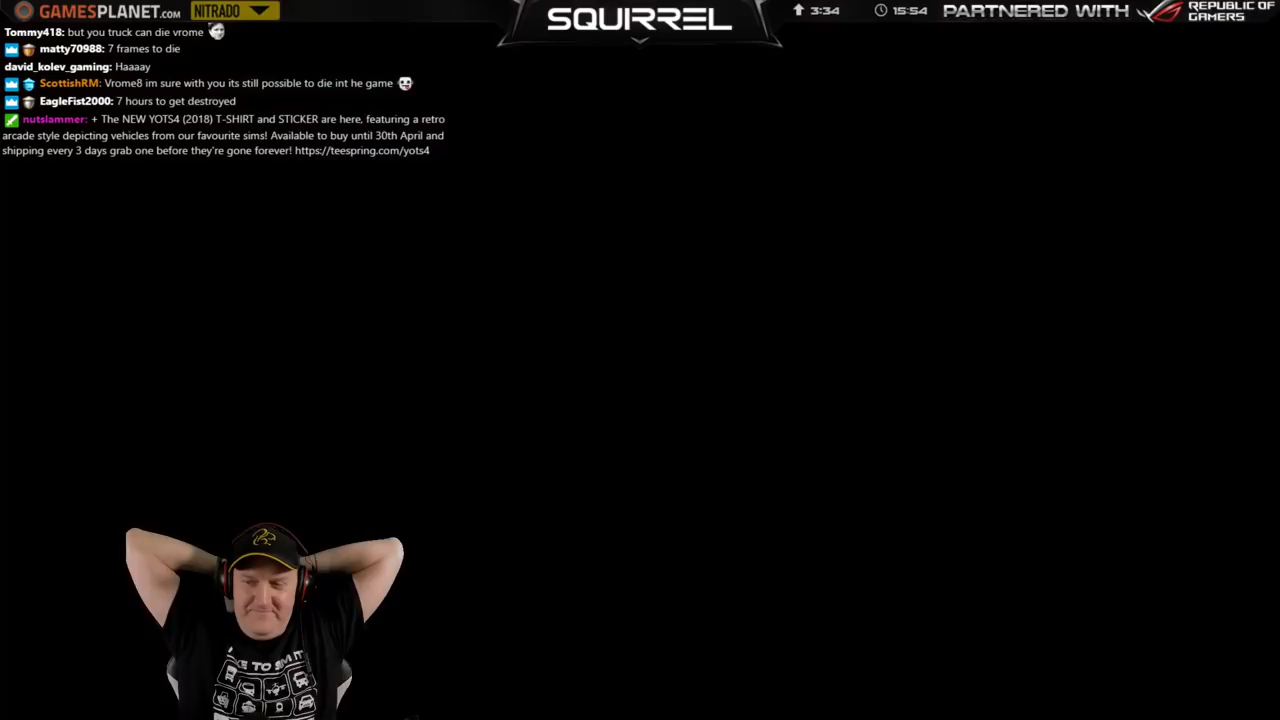 GAMESPLANET.COM NITRADO
SQUIRREL
3:34 15:54 PARTNERED WITH REPUBLIC OF GAMERS
Tommy418: but you truck can die vrome
matty70988: 7 frames to die
david_kolev_gaming: Haaaay
ScottishRM: Vrome8 im sure with you its still possible to die int he game
EagleFist2000: 7 hours to get destroyed
nutslammer: + The NEW YOTS4 (2018) T-SHIRT and STICKER are here, featuring a retro
arcade style depicting vehicles from our favourite sims! Available to buy until 30th April and
shipping every 3 days grab one before they're gone forever! https://teespring.com/yots4